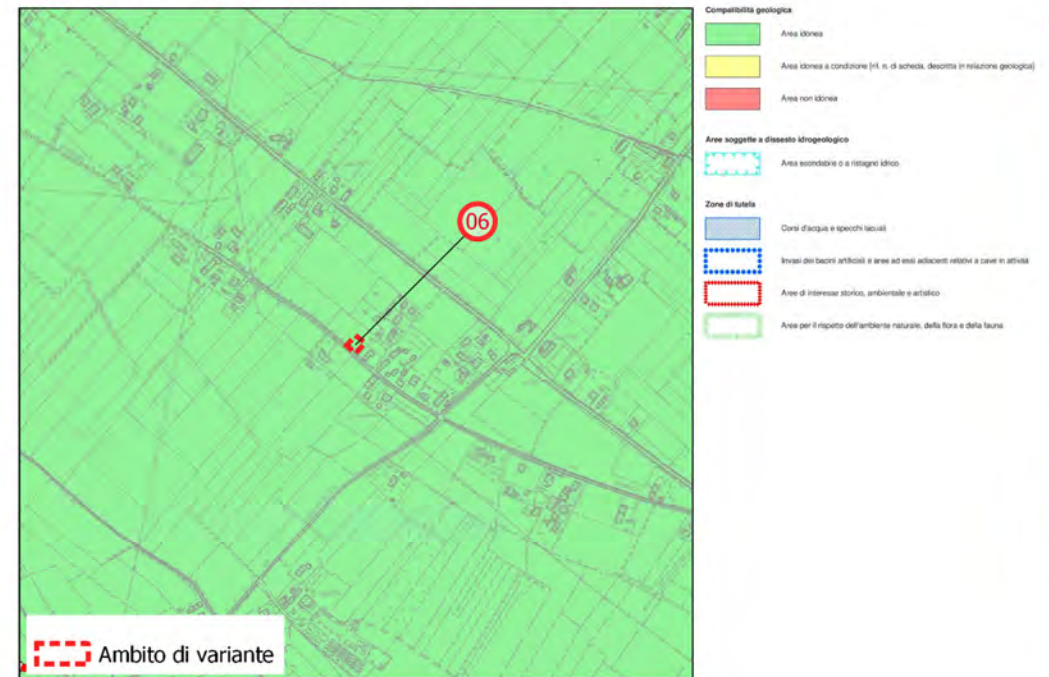 06
Ambito di variante
Compatibilità geologica
Area idonea
Area idonea a condizione (rif. n. di scheda, descritta in relazione geologica)
Area non idonea
Aree soggette a dissesto idrogeologico
Area esondabile o a ristagno idrico
Zone di tutela
Corsi d'acqua e specchi lacuali
Invasi dei bacini artificiali e aree ad essi adiacenti relativi a cave in attività
Aree di interesse storico, ambientale e artistico
Area per il rispetto dell'ambiente naturale, della flora e della fauna